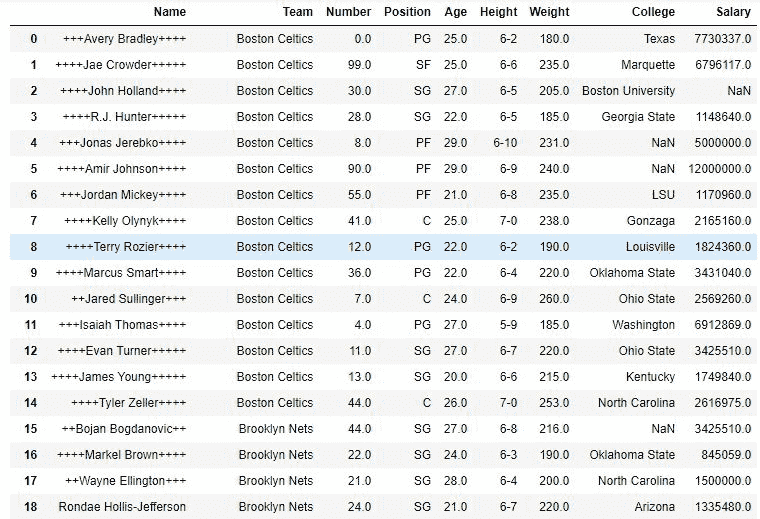 Name Team Number Position Age Height Weight College Salary
0 +++Avery Bradley++++ Boston Celtics 0.0 PG 25.0 6-2 180.0 Texas 7730337.0
1 ++++Jae Crowder+++++ Boston Celtics 99.0 SF 25.0 6-6 235.0 Marquette 6796117.0
2 ++++John Holland++++ Boston Celtics 30.0 SG 27.0 6-5 205.0 Boston University NaN
3 ++++R.J. Hunter+++++ Boston Celtics 28.0 SG 22.0 6-5 185.0 Georgia State 1148640.0
4 +++Jonas Jerebko++++ Boston Celtics 8.0 PF 29.0 6-10 231.0 NaN 5000000.0
5 ++++Amir Johnson++++ Boston Celtics 90.0 PF 29.0 6-9 240.0 NaN 12000000.0
6 +++Jordan Mickey++++ Boston Celtics 55.0 PF 21.0 6-8 235.0 LSU 1170960.0
7 ++++Kelly Olynyk++++ Boston Celtics 41.0 C 25.0 7-0 238.0 Gonzaga 2165160.0
8 ++++Terry Rozier++++ Boston Celtics 12.0 PG 22.0 6-2 190.0 Louisville 1824360.0
9 ++++Marcus Smart++++ Boston Celtics 36.0 PG 22.0 6-4 220.0 Oklahoma State 3431040.0
10 ++Jared Sullinger+++ Boston Celtics 7.0 C 24.0 6-9 260.0 Ohio State 2569260.0
11 +++Isaiah Thomas++++ Boston Celtics 4.0 PG 27.0 5-9 185.0 Washington 6912869.0
12 ++++Evan Turner+++++ Boston Celtics 11.0 SG 27.0 6-7 220.0 Ohio State 3425510.0
13 ++++James Young+++++ Boston Celtics 13.0 SG 20.0 6-6 215.0 Kentucky 1749840.0
14 ++++Tyler Zeller++++ Boston Celtics 44.0 C 26.0 7-0 253.0 North Carolina 2616975.0
15 ++Bojan Bogdanovic++ Brooklyn Nets 44.0 SG 27.0 6-8 216.0 NaN 3425510.0
16 ++++Markel Brown++++ Brooklyn Nets 22.0 SG 24.0 6-3 190.0 Oklahoma State 845059.0
17 ++Wayne Ellington+++ Brooklyn Nets 21.0 SG 28.0 6-4 200.0 North Carolina 1500000.0
18 Rondae Hollis-Jefferson Brooklyn Nets 24.0 SG 21.0 6-7 220.0 Arizona 1335480.0